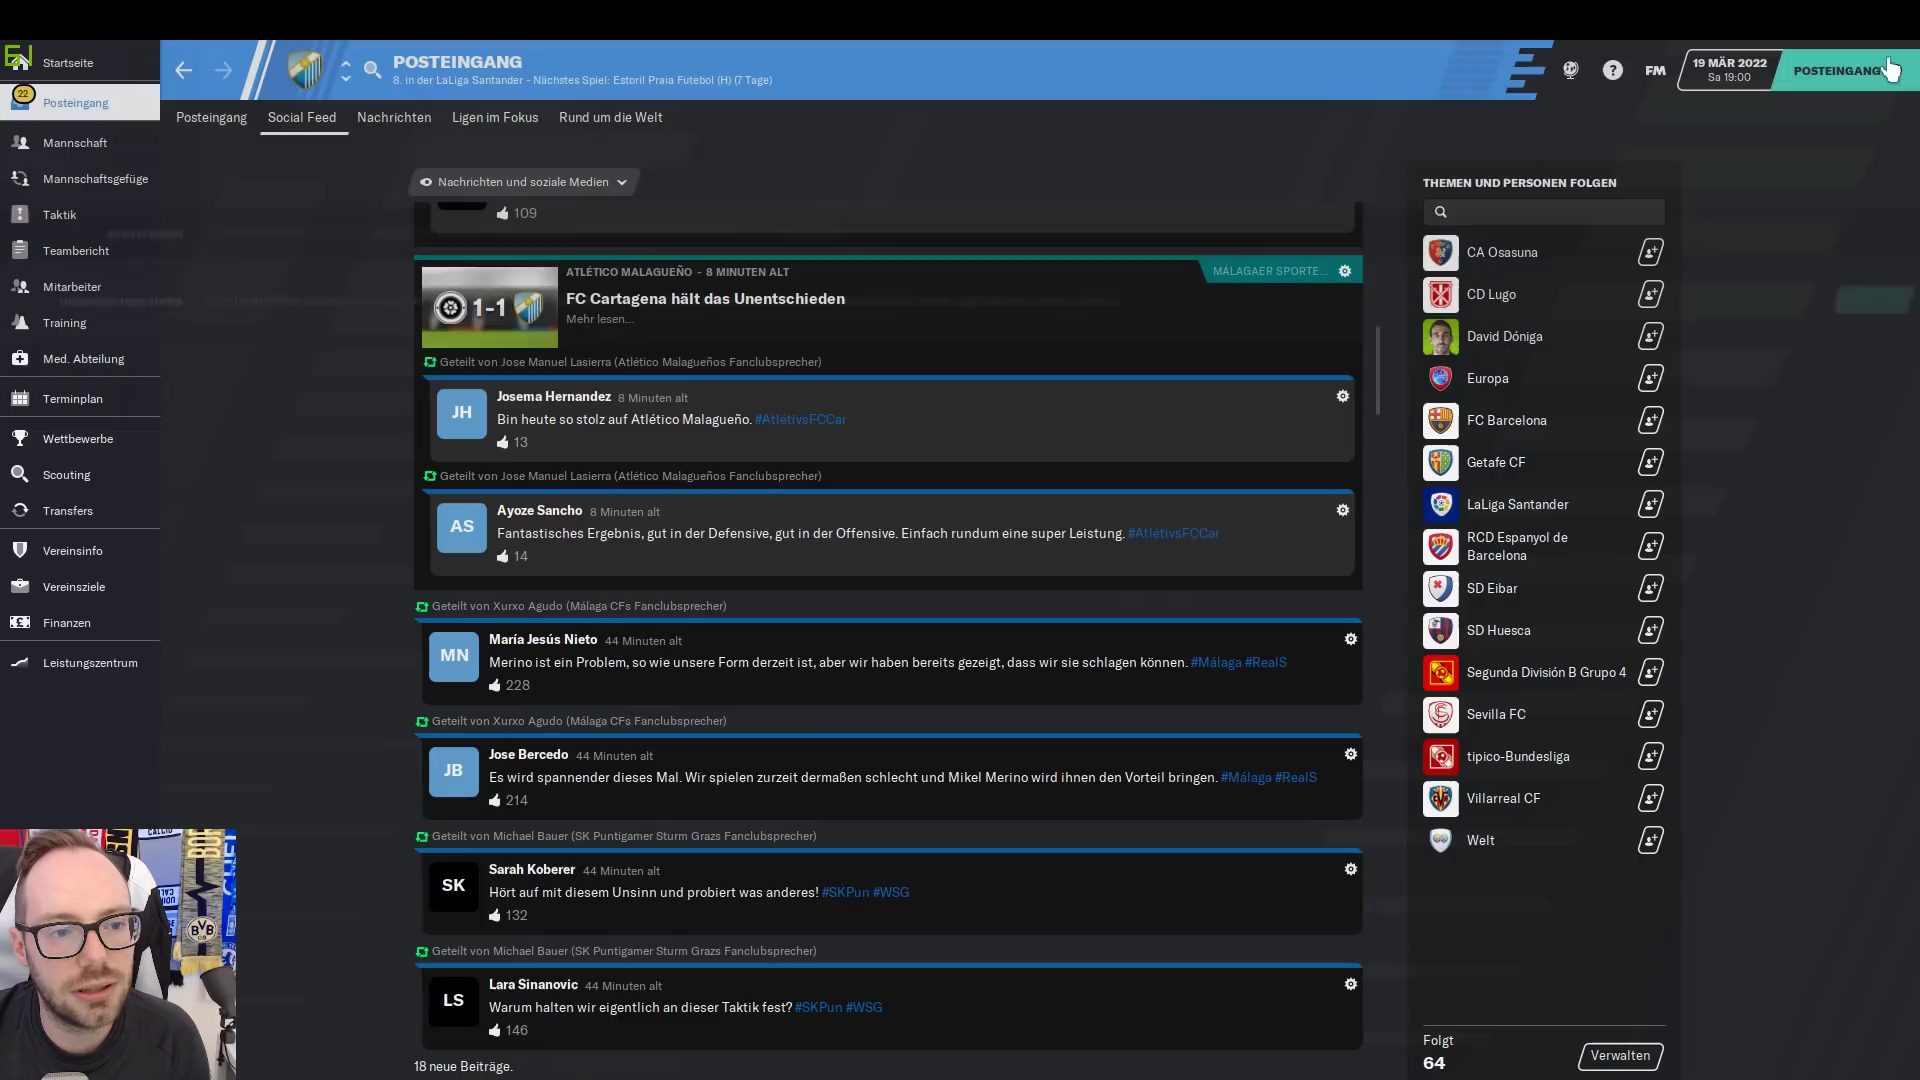 Startseite
22
Posteingang
Mannschaft
Mannschaftsgefüge
Taktik
Teambericht
Mitarbeiter
Training
Med. Abteilung
Terminplan
Wettbewerbe
Scouting
Transfers
Vereinsinfo
Vereinsziele
Finanzen
Leistungszentrum
POSTEINGANG
8. in der LaLiga Santander - Nächstes Spiel: Estoril Praia Futebol (H) (7 Tage)
FM
19 MÄR 2022
Sa 19:00
POSTEINGANG
Posteingang
Social Feed
Nachrichten
Ligen im Fokus
Rund um die Welt
Nachrichten und soziale Medien
109
1-1
ATLÉTICO MALAGUEÑO - 8 MINUTEN ALT
MÁLAGAER SPORTE...
FC Cartagena hält das Unentschieden
Mehr lesen...
Geteilt von Jose Manuel Lasierra (Atlético Malagueños Fanclubsprecher)
JH
Josema Hernandez 8 Minuten alt
Bin heute so stolz auf Atlético Malagueño. #AtlétivsFCCar
13
Geteilt von Jose Manuel Lasierra (Atlético Malagueños Fanclubsprecher)
AS
Ayoze Sancho 8 Minuten alt
Fantastisches Ergebnis, gut in der Defensive, gut in der Offensive. Einfach rundum eine super Leistung. #AtlétivsFCCar
14
Geteilt von Xurxo Agudo (Málaga CFs Fanclubsprecher)
MN
María Jesús Nieto 44 Minuten alt
Merino ist ein Problem, so wie unsere Form derzeit ist, aber wir haben bereits gezeigt, dass wir sie schlagen können. #Málaga #RealS
228
Geteilt von Xurxo Agudo (Málaga CFs Fanclubsprecher)
JB
Jose Bercedo 44 Minuten alt
Es wird spannender dieses Mal. Wir spielen zurzeit dermaßen schlecht und Mikel Merino wird ihnen den Vorteil bringen. #Málaga #RealS
214
Geteilt von Michael Bauer (SK Puntigamer Sturm Grazs Fanclubsprecher)
SK
Sarah Koberer 44 Minuten alt
Hört auf mit diesem Unsinn und probiert was anderes! #SKPun #WSG
132
Geteilt von Michael Bauer (SK Puntigamer Sturm Grazs Fanclubsprecher)
LS
Lara Sinanovic 44 Minuten alt
Warum halten wir eigentlich an dieser Taktik fest? #SKPun #WSG
146
18 neue Beiträge.
THEMEN UND PERSONEN FOLGEN
CA Osasuna
CD Lugo
David Dóniga
Europa
FC Barcelona
Getafe CF
LaLiga Santander
RCD Espanyol de
Barcelona
SD Eibar
SD Huesca
Segunda División B Grupo 4
Sevilla FC
tipico-Bundesliga
Villarreal CF
Welt
Folgt
64
Verwalten
CALCIO
BVB
09